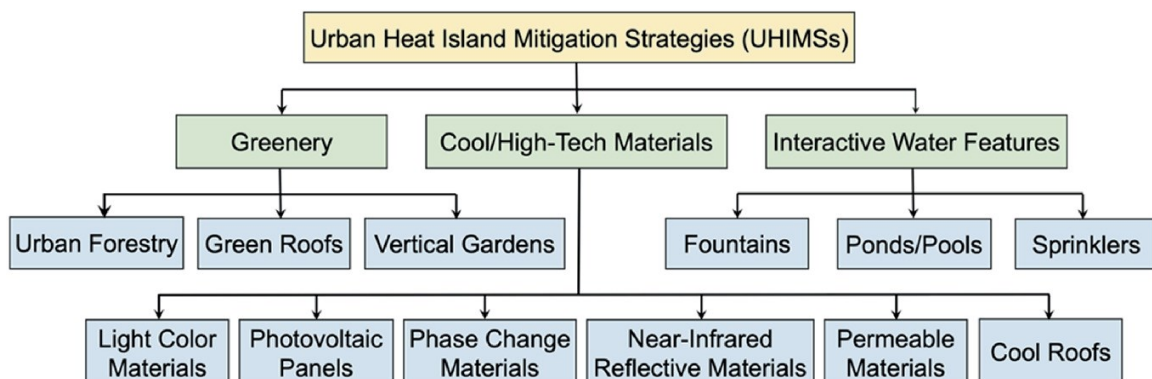 Urban Heat Island Mitigation Strategies (UHIMSs)
Greenery
Cool/High-Tech Materials
Interactive Water Features
Urban Forestry
Green Roofs
Vertical Gardens
Fountains
Ponds/Pools
Sprinklers
Light Color
Materials
Photovoltaic
Panels
Phase Change
Materials
Near-Infrared
Reflective Materials
Permeable
Materials
Cool Roofs